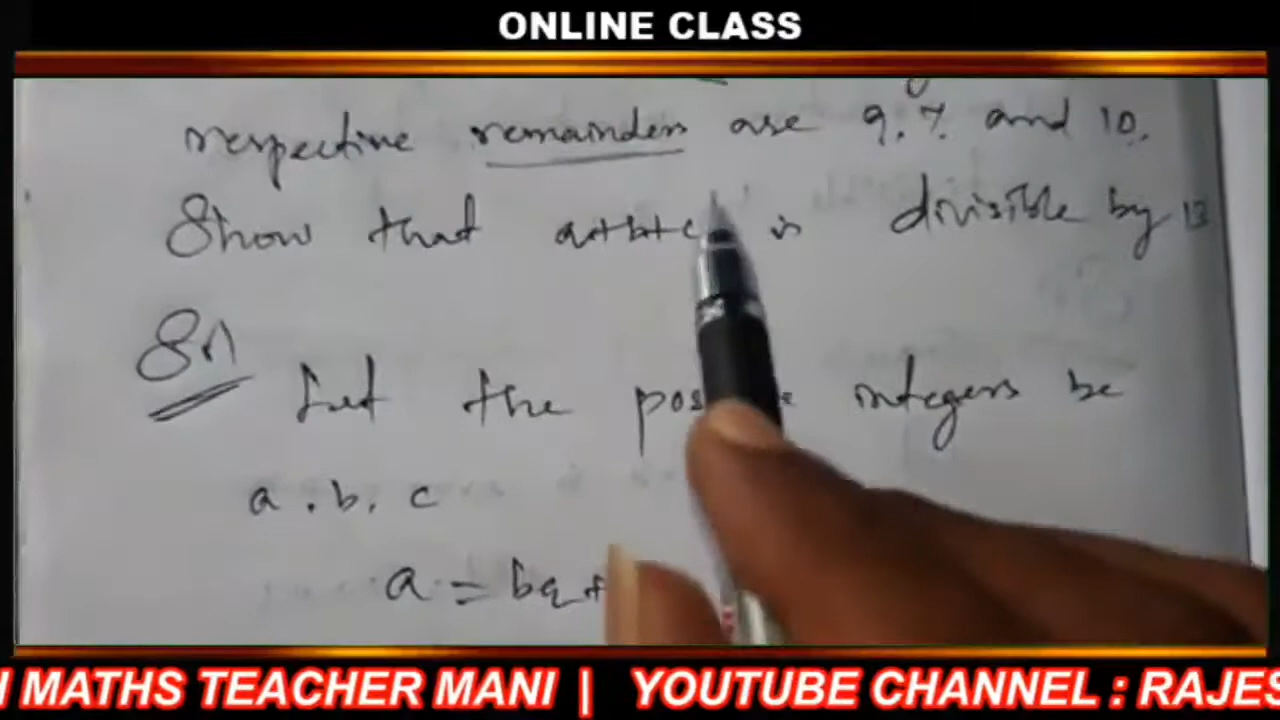 ONLINE CLASS
respective remainders are 9, 7 and 10.
Show that a+b+c is divisible by 13
Sol
Let the integers be
a, b, c
a = bq +
MATHS TEACHER MANI | YOUTUBE CHANNEL : RAJES